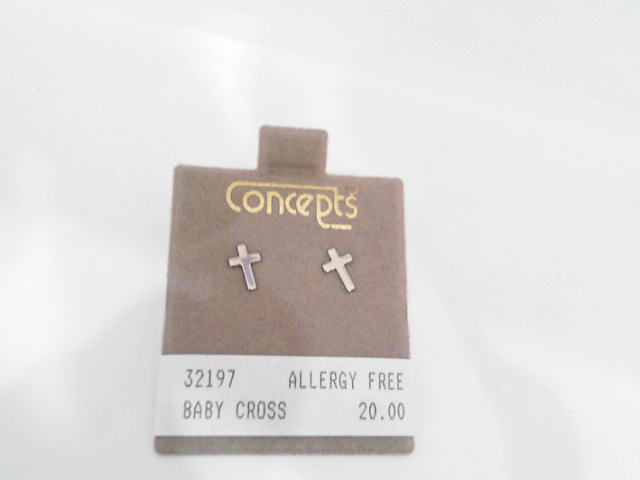 Concepts
32197 ALLERGY FREE
BABY CROSS 20.00